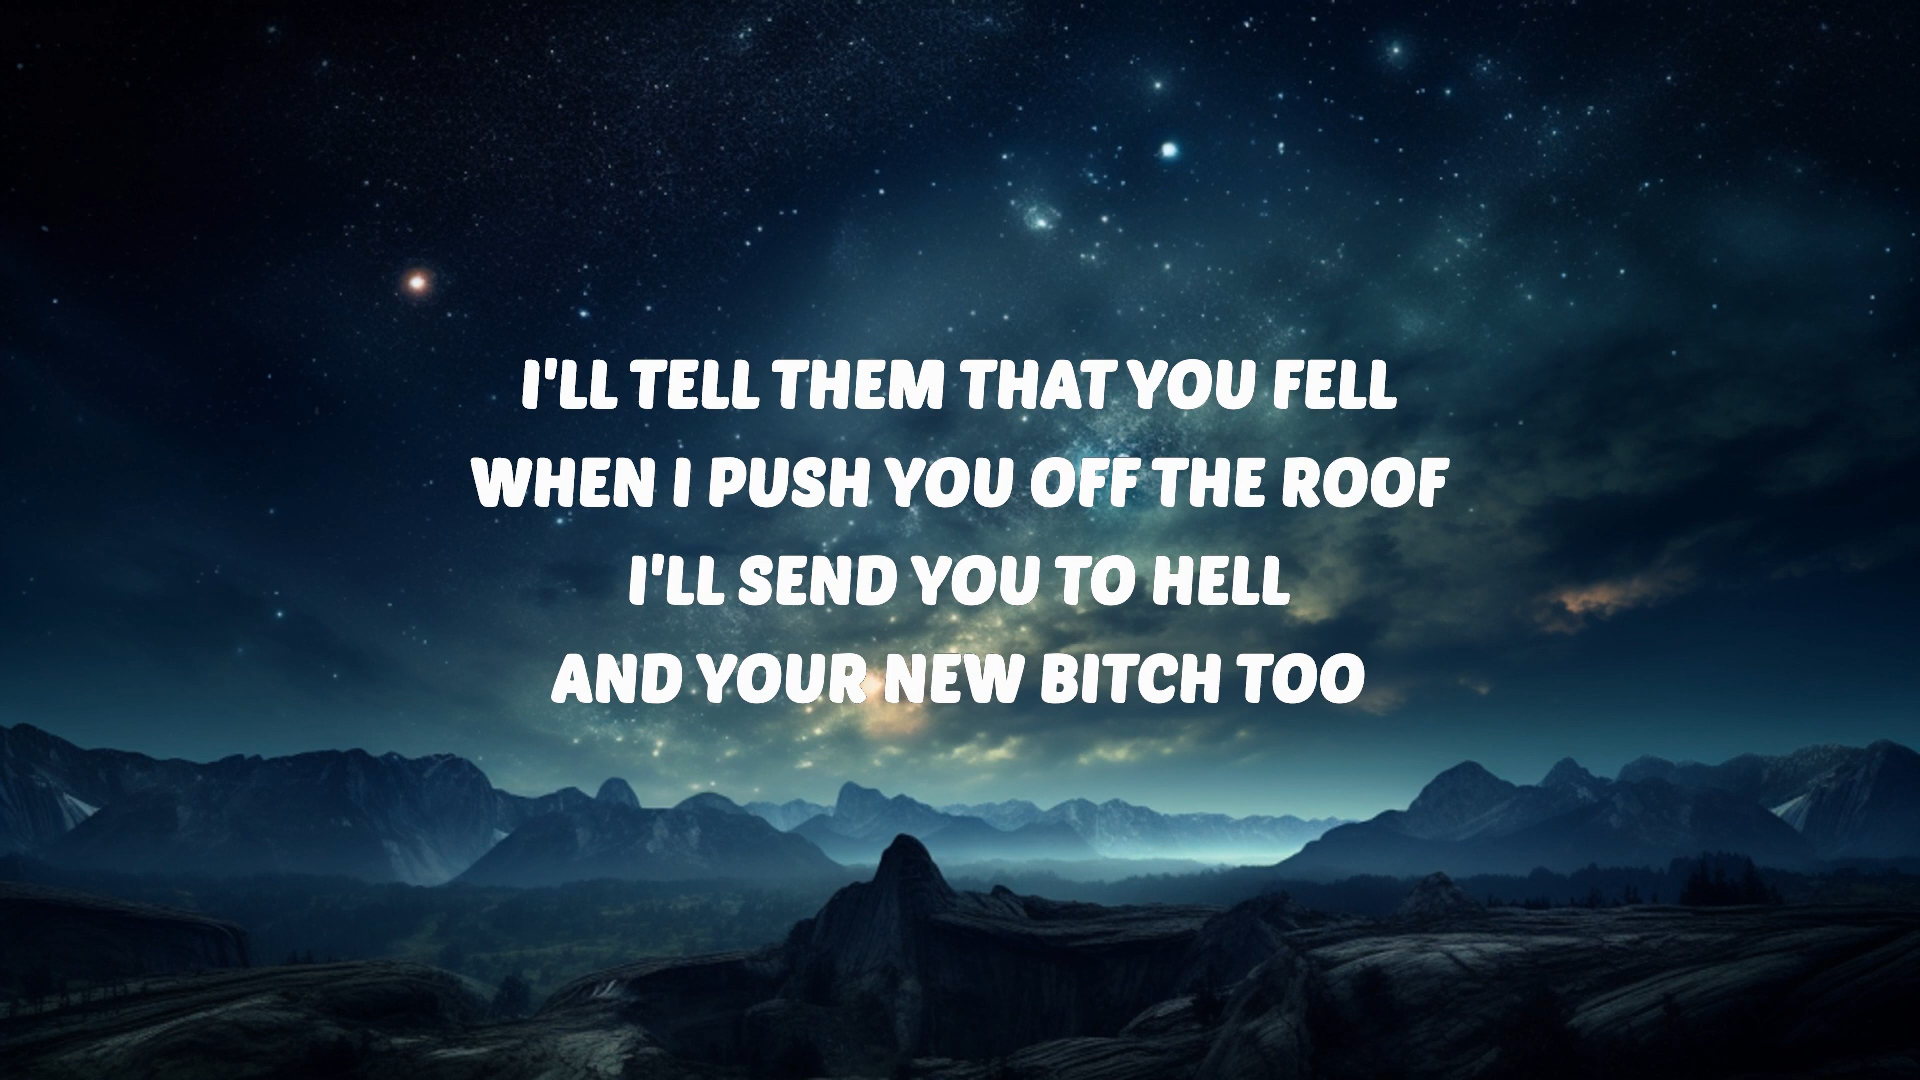 I'LL TELL THEM THAT YOU FELL
WHEN I PUSH YOU OFF THE ROOF
I'LL SEND YOU TO HELL
AND YOUR NEW BITCH TOO